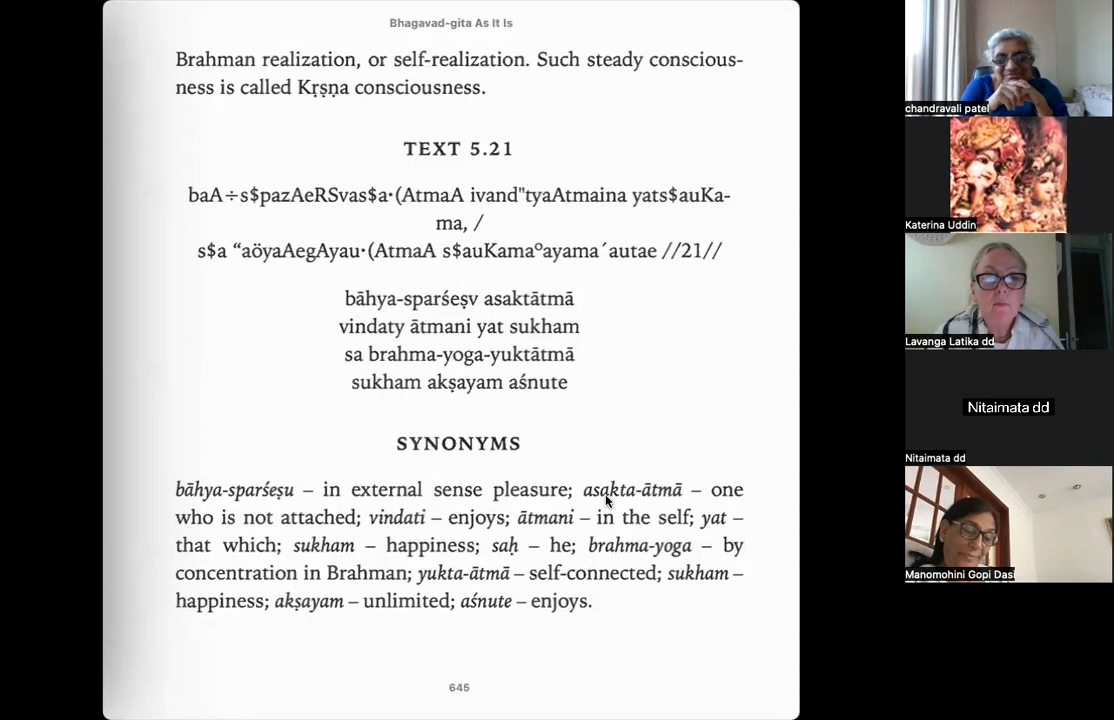 Bhagavad-gita As It Is
Brahman realization, or self-realization. Such steady conscious-
ness is called Kṛṣṇa consciousness.
TEXT 5.21
baA÷s$pazAeRSvas$a·(AtmaA ivand"tyaAtmaina yats$auKa-
ma, /
s$a “aöyaAegAyau·(AtmaA s$auKamaºayama´autae //21//
bāhya-sparśeṣv asaktātmā
vindaty ātmani yat sukham
sa brahma-yoga-yuktātmā
sukham akṣayam aśnute
SYNONYMS
bāhya-sparśeṣu – in external sense pleasure; asakta-ātmā – one
who is not attached; vindati – enjoys; ātmani – in the self; yat –
that which; sukham – happiness; saḥ – he; brahma-yoga – by
concentration in Brahman; yukta-ātmā – self-connected; sukham –
happiness; akṣayam – unlimited; aśnute – enjoys.
645
chandravali patel
Katerina Uddin
Lavanga Latika dd
Nitaimata dd
Nitaimata dd
Manomohini Gopi Dasi